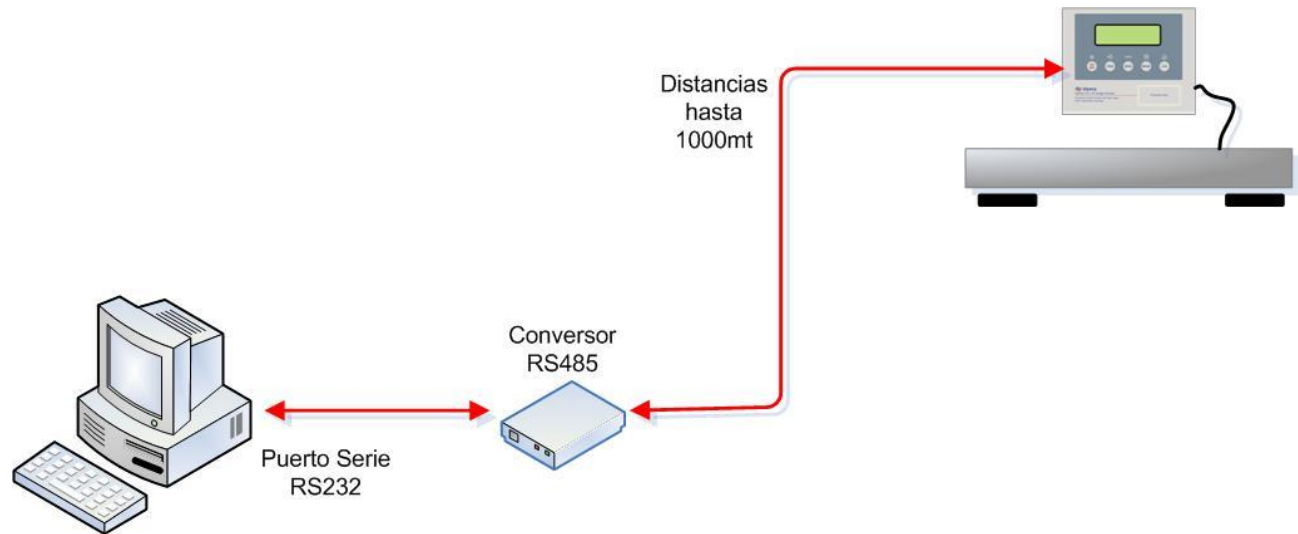 Distancias
hasta
1000mt
Conversor
RS485
Puerto Serie
RS232